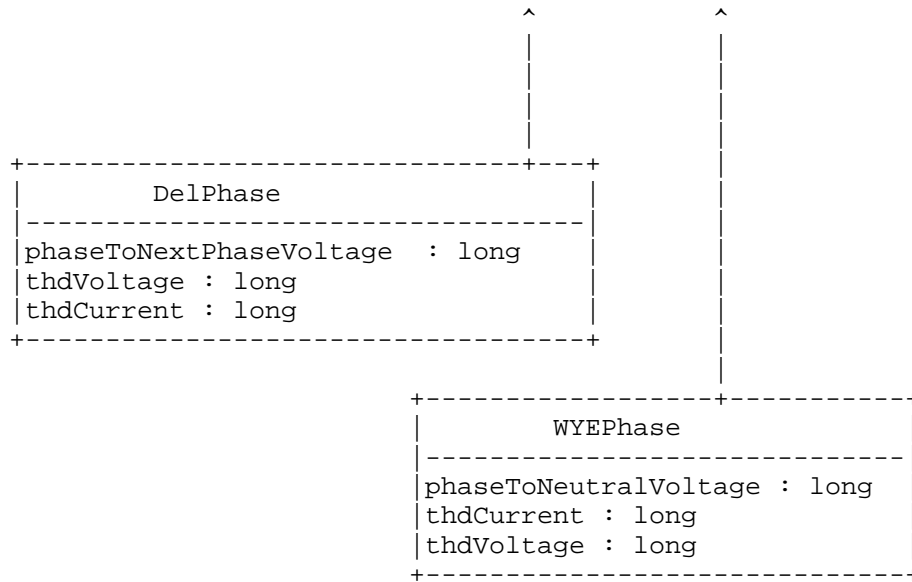 DelPhase
phaseToNextPhaseVoltage : long
thdVoltage : long
thdCurrent : long
WYEPhase
phaseToNeutralVoltage : long
thdCurrent : long
thdVoltage : long